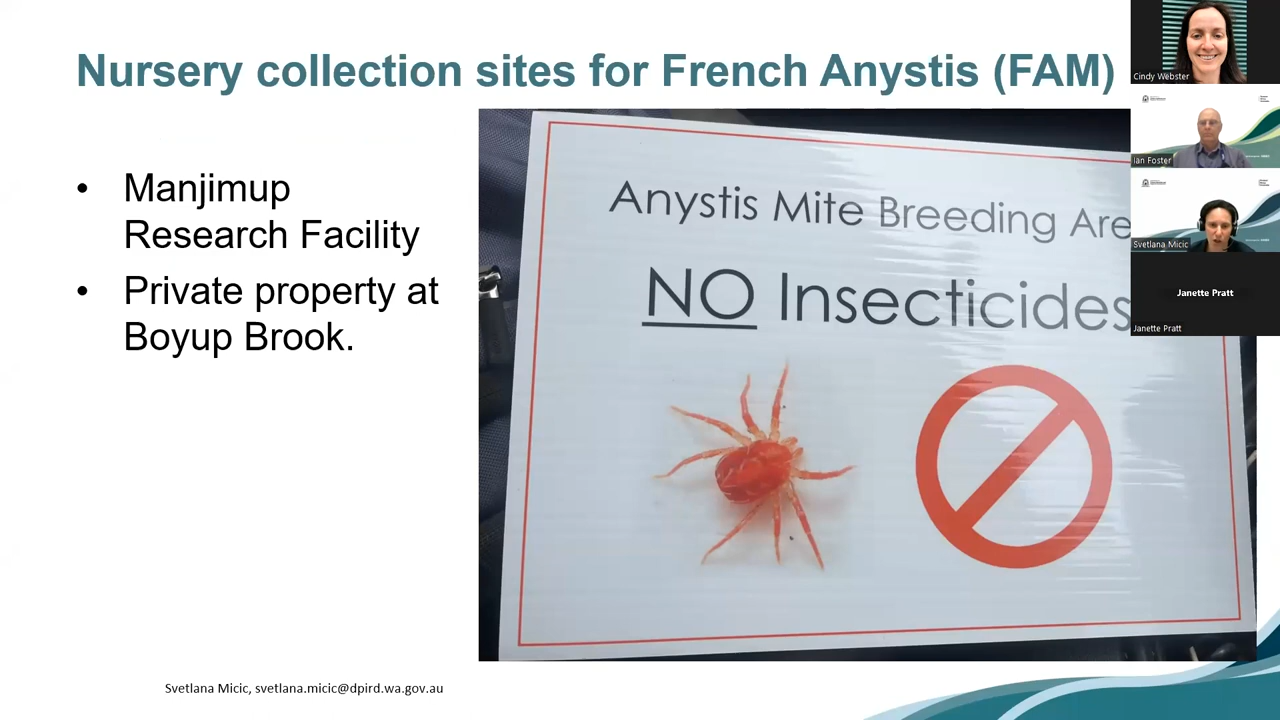 Nursery collection sites for French Anystis (FAM)
• Manjimup
Research Facility
• Private property at
Boyup Brook.
Anystis Mite Breeding Are
NO Insecticides
Svetlana Micic, svetlana.micic@dpird.wa.gov.au
Cindy Webster
Ian Foster
Svetlana Micic
Janette Pratt
Janette Pratt